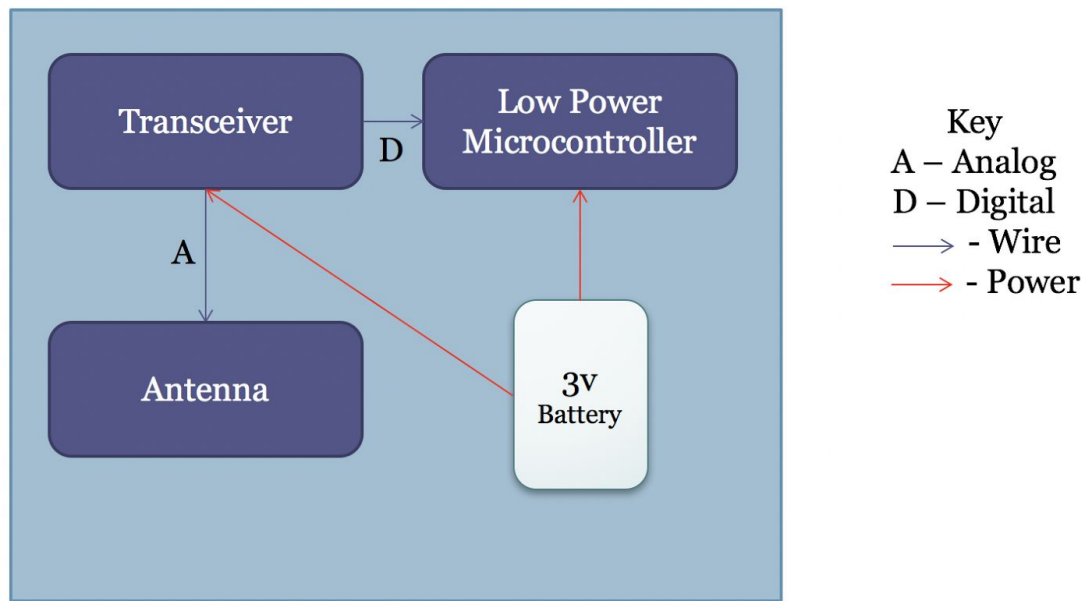 Transceiver
D
Low Power
Microcontroller
A
Antenna
3v
Battery
Key
A – Analog
D – Digital
- Wire
- Power